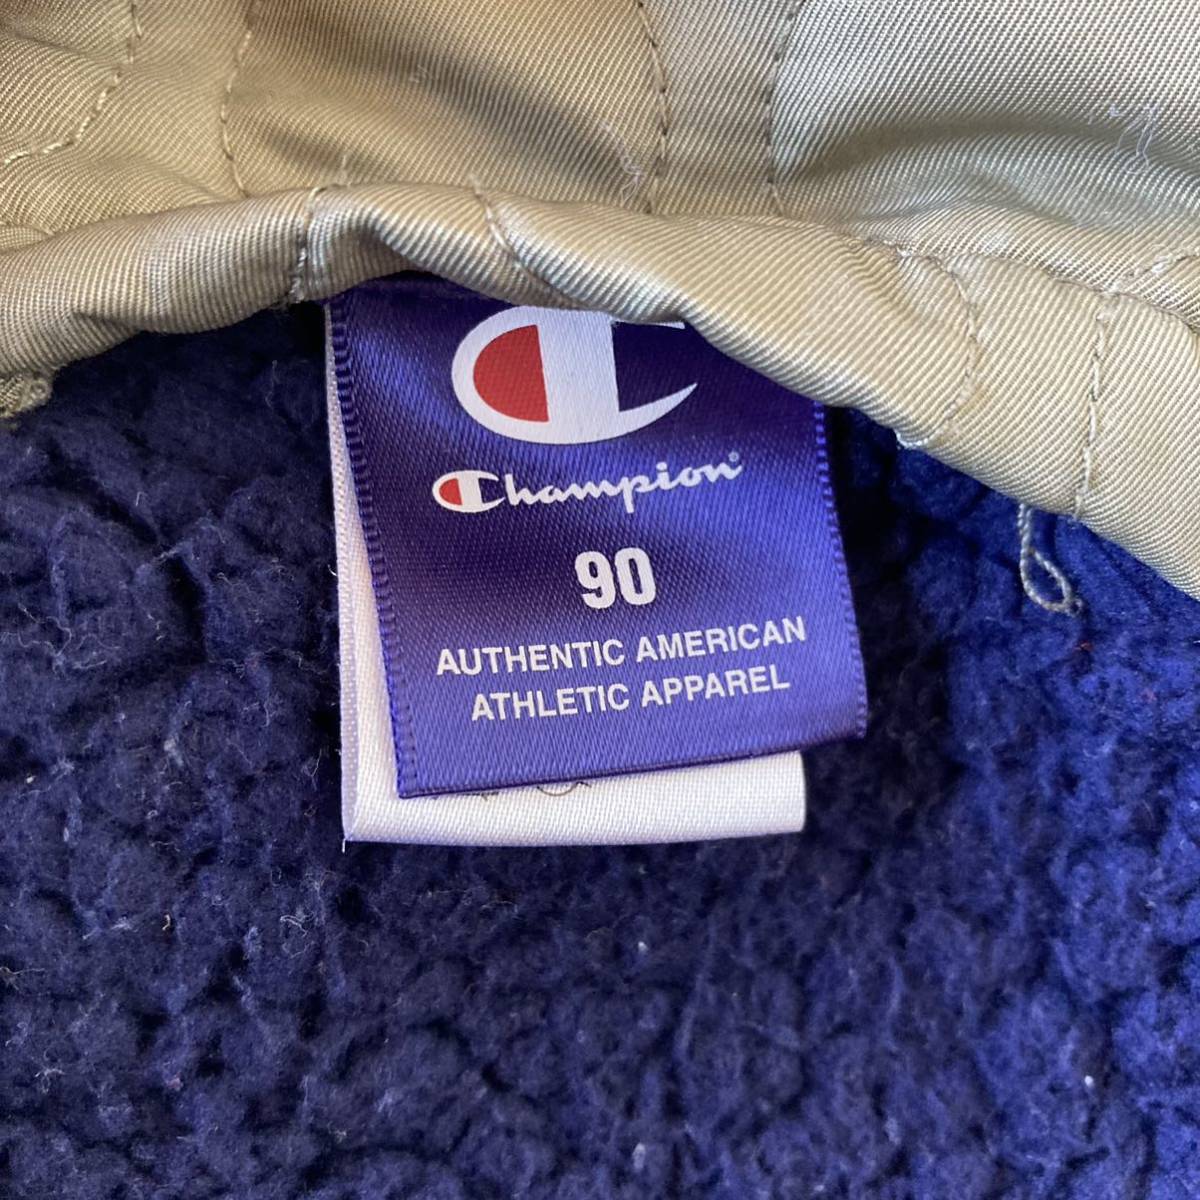 Champion®
90
AUTHENTIC AMERICAN
ATHLETIC APPAREL